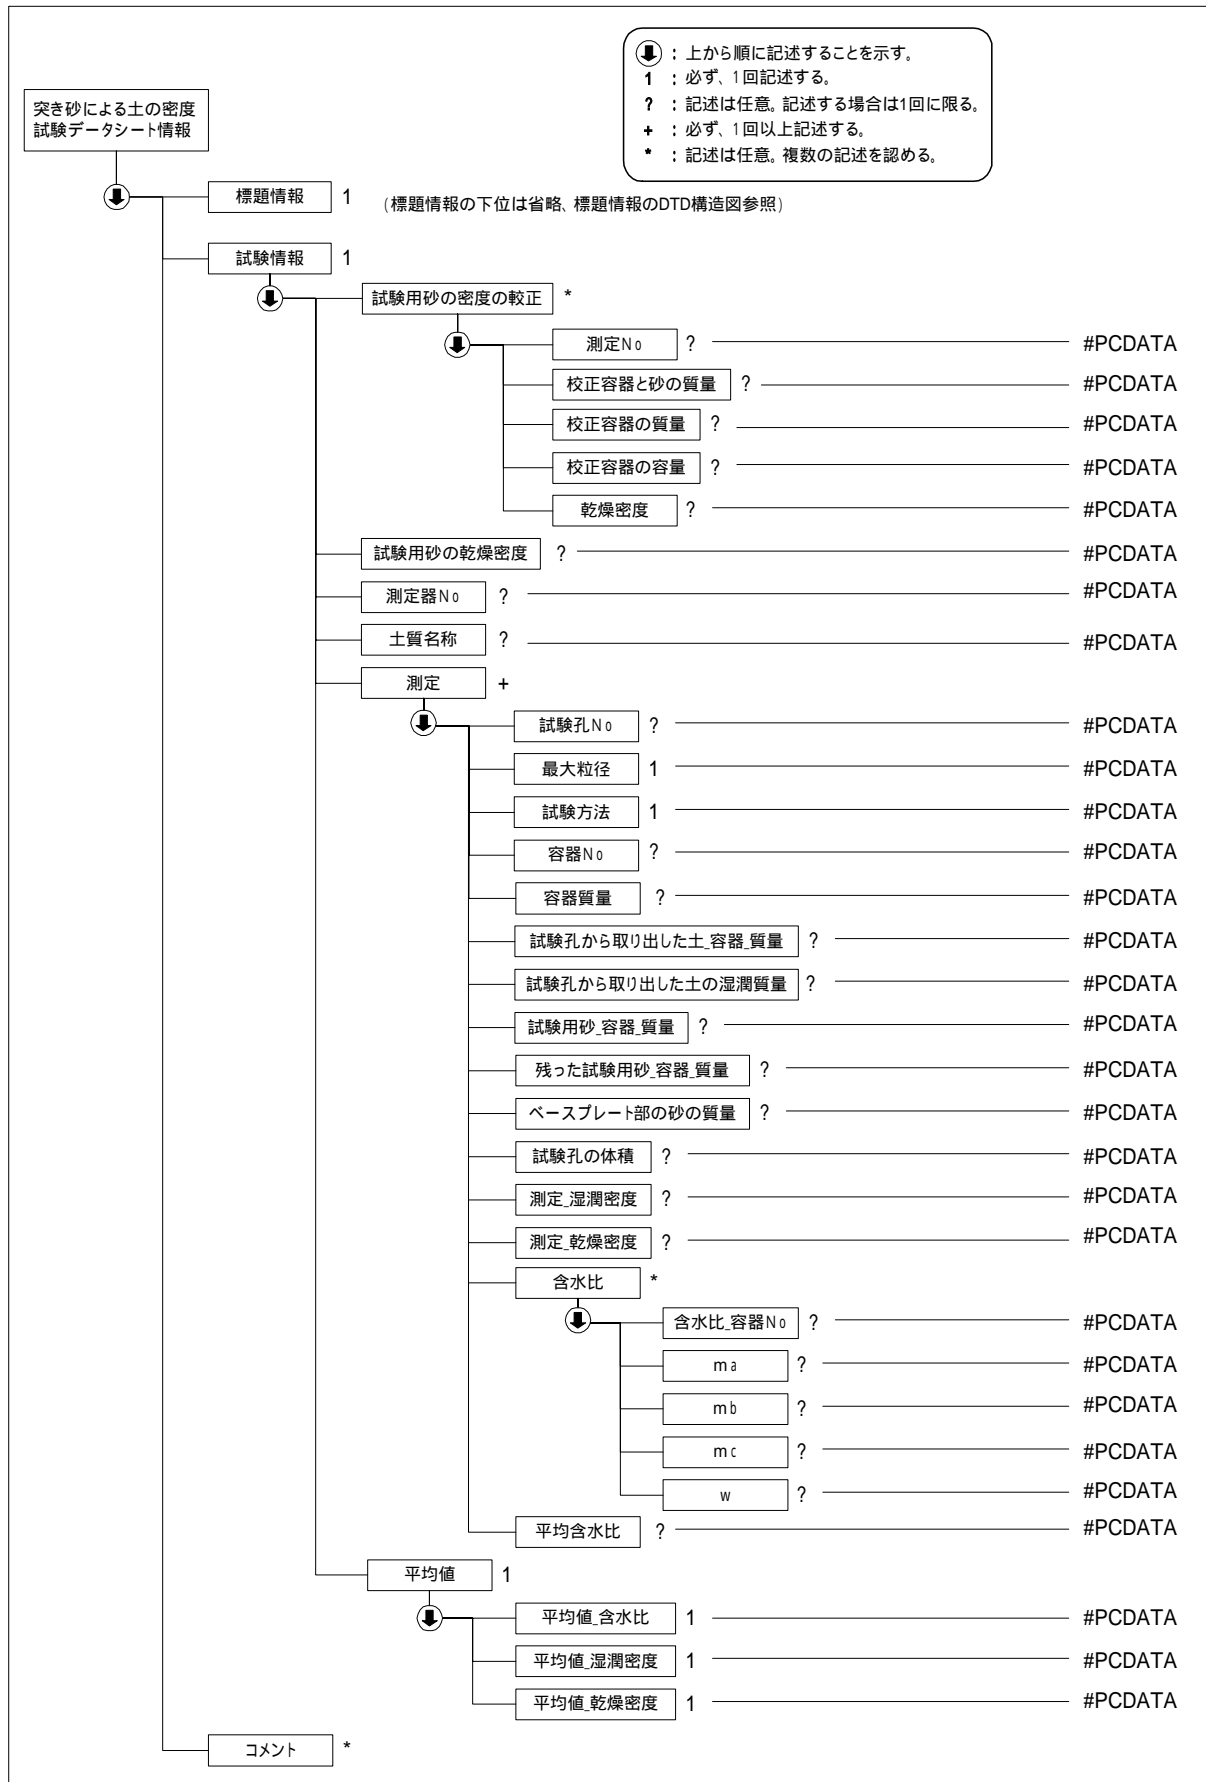 : 上から順に記述することを示す。
1 : 必ず、1回記述する。
? : 記述は任意。記述する場合は1回に限る。
+ : 必ず、1回以上記述する。
* : 記述は任意。複数の記述を認める。
突き砂による土の密度
試験データシート情報
標題情報 1 (標題情報の下位は省略、標題情報のDTD構造図参照)
試験情報 1
試験用砂の密度の較正 *
測定No ? #PCDATA
校正容器と砂の質量 ? #PCDATA
校正容器の質量 ? #PCDATA
校正容器の容量 ? #PCDATA
乾燥密度 ? #PCDATA
試験用砂の乾燥密度 ? #PCDATA
測定器No ? #PCDATA
土質名称 ? #PCDATA
測定 +
試験孔No ? #PCDATA
最大粒径 1 #PCDATA
試験方法 1 #PCDATA
容器No ? #PCDATA
容器質量 ? #PCDATA
試験孔から取り出した土_容器_質量 ? #PCDATA
試験孔から取り出した土の湿潤質量 ? #PCDATA
試験用砂_容器_質量 ? #PCDATA
残った試験用砂_容器_質量 ? #PCDATA
ベースプレート部の砂の質量 ? #PCDATA
試験孔の体積 ? #PCDATA
測定_湿潤密度 ? #PCDATA
測定_乾燥密度 ? #PCDATA
含水比 *
含水比_容器No ? #PCDATA
ma ? #PCDATA
mb ? #PCDATA
mc ? #PCDATA
w ? #PCDATA
平均含水比 ? #PCDATA
平均値 1
平均値_含水比 1 #PCDATA
平均値_湿潤密度 1 #PCDATA
平均値_乾燥密度 1 #PCDATA
コメント *